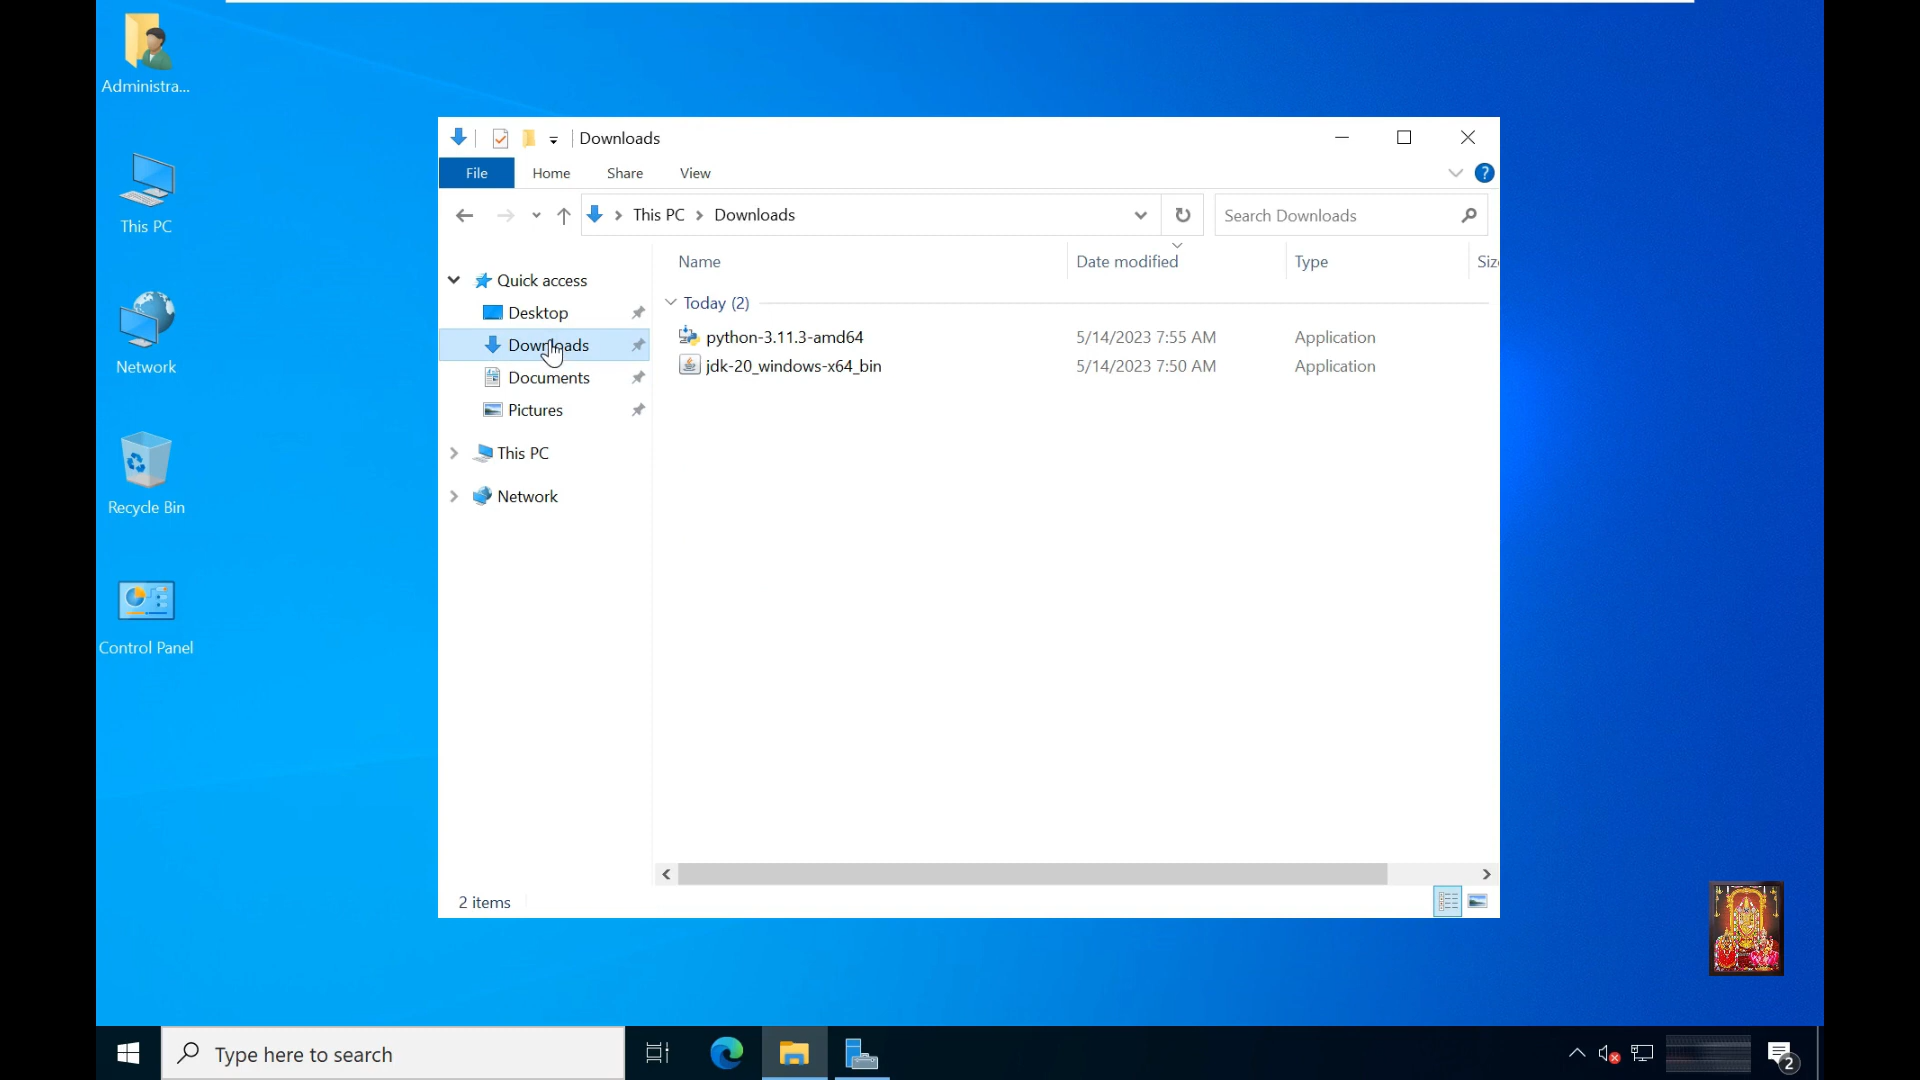 Administra...
This PC
Network
Recycle Bin
Control Panel
Downloads
File Home Share View
?
This PC Downloads
Search Downloads
Name Date modified Type
Quick access
Desktop
Downloads
Documents
Pictures
This PC
Network
Today (2)
python-3.11.3-amd64 5/14/2023 7:55 AM Application
jdk-20_windows-x64_bin 5/14/2023 7:50 AM Application
2 items
Type here to search
2